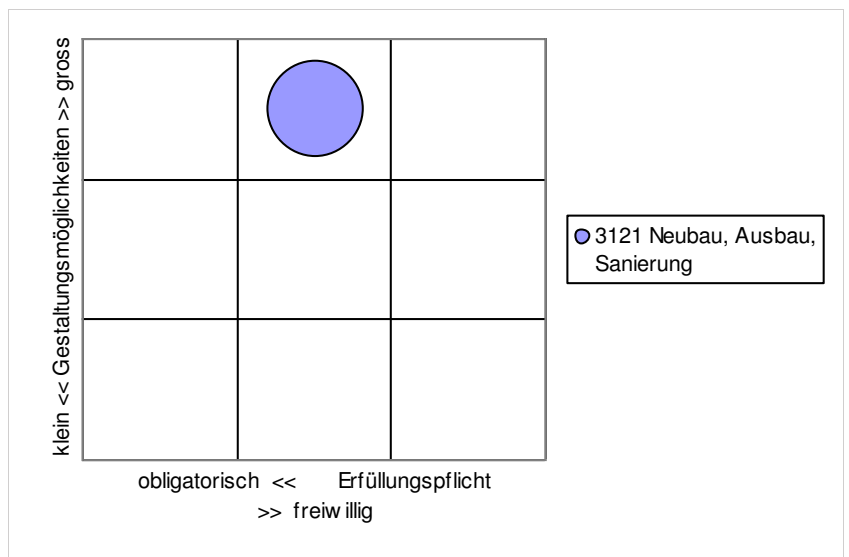 klein << Gestaltungsmöglichkeiten >> gross
3121 Neubau, Ausbau,
Sanierung
obligatorisch << Erfüllungspflicht
>> freiwillig